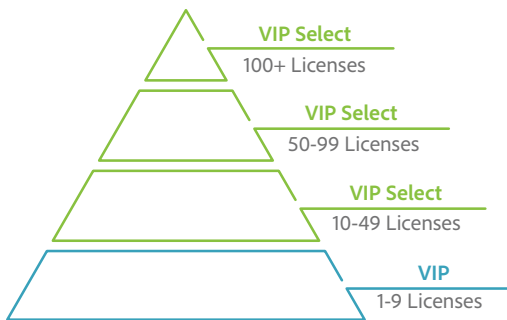 VIP Select
100+ Licenses
VIP Select
50-99 Licenses
VIP Select
10-49 Licenses
VIP
1-9 Licenses